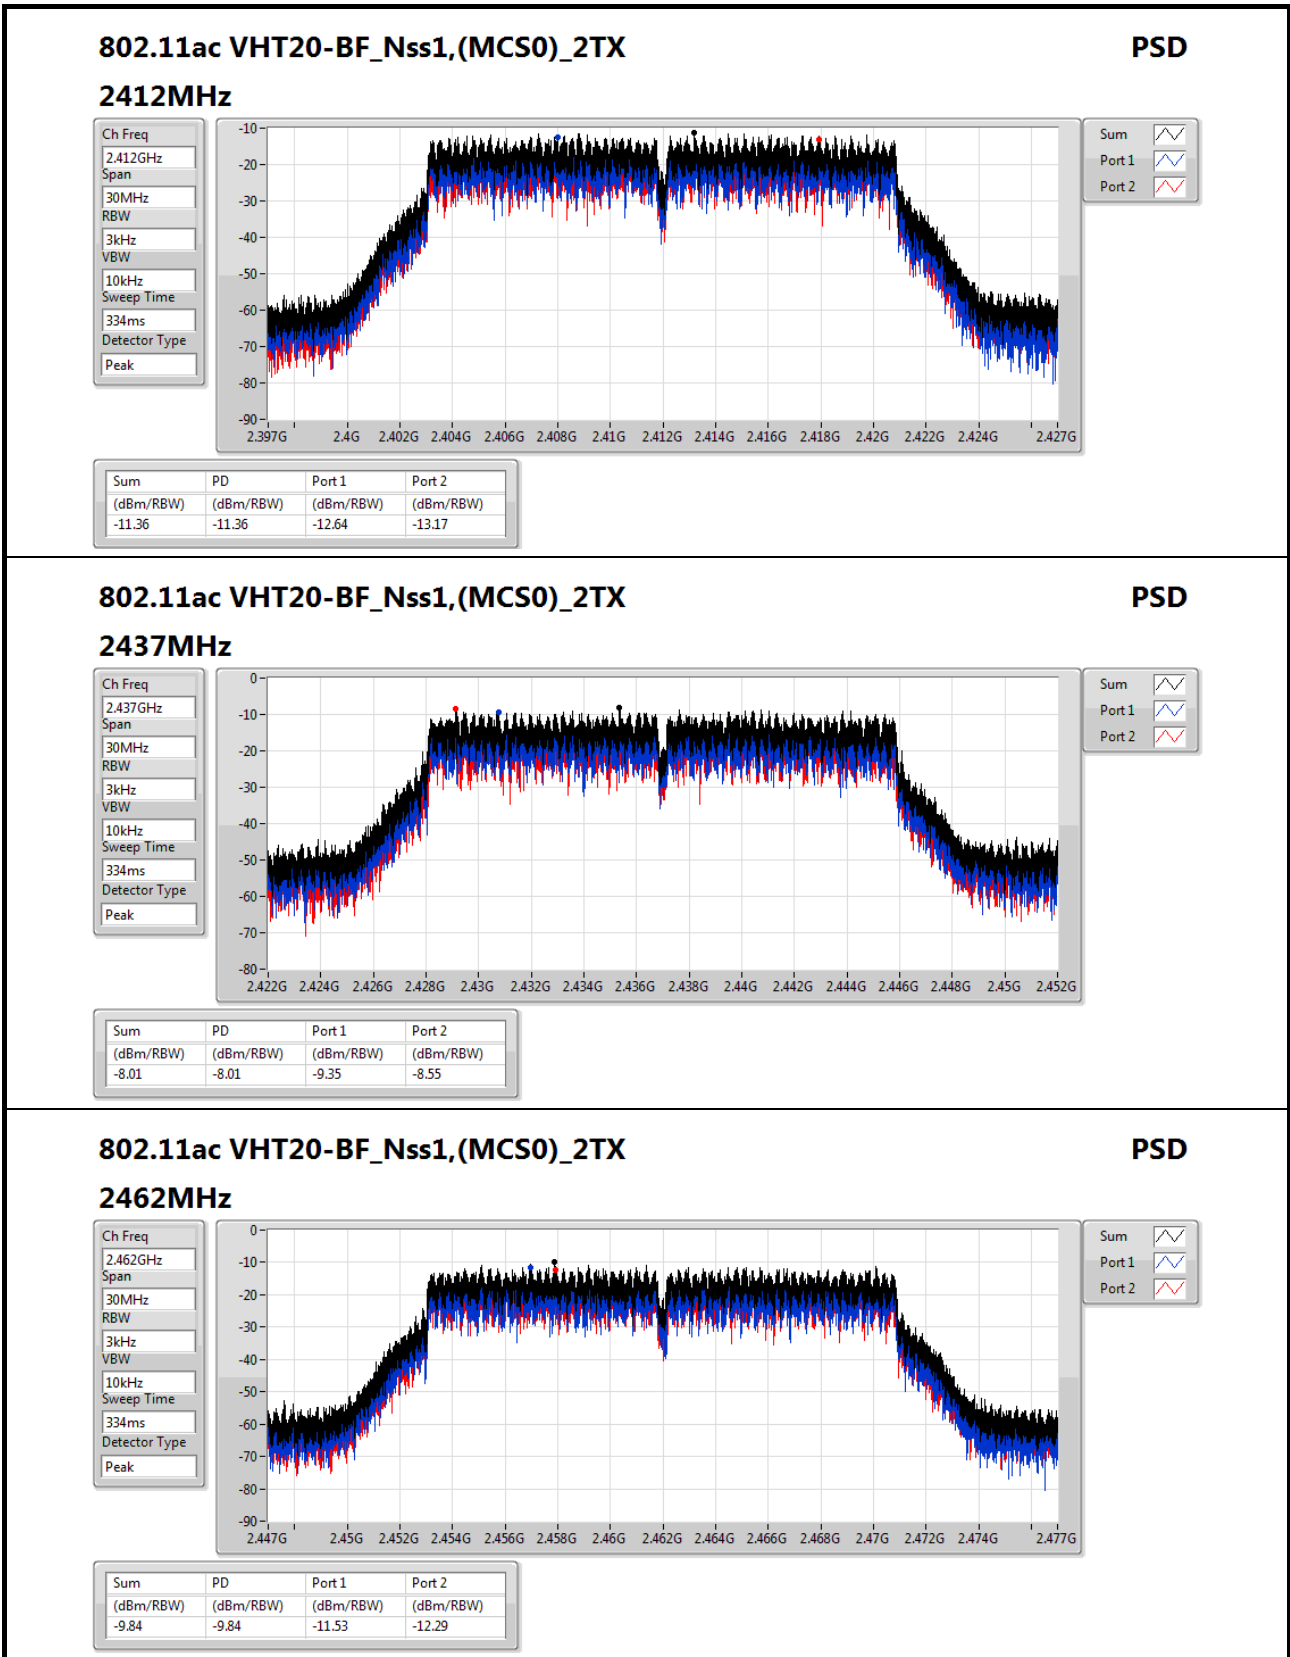 802.11ac VHT20-BF_Nss1,(MCS0)_2TX PSD
2412MHz
Ch Freq
2.412GHz
Span
30MHz
RBW
3kHz
VBW
10kHz
Sweep Time
334ms
Detector Type
Peak
-10
-20
-30
-40
-50
-60
-70
-80
-90
2.397G 2.4G 2.402G 2.404G 2.406G 2.408G 2.41G 2.412G 2.414G 2.416G 2.418G 2.42G 2.422G 2.424G 2.427G
Sum
Port 1
Port 2
Sum PD Port 1 Port 2
(dBm/RBW) (dBm/RBW) (dBm/RBW) (dBm/RBW)
-11.36 -11.36 -12.64 -13.17
802.11ac VHT20-BF_Nss1,(MCS0)_2TX PSD
2437MHz
Ch Freq
2.437GHz
Span
30MHz
RBW
3kHz
VBW
10kHz
Sweep Time
334ms
Detector Type
Peak
0
-10
-20
-30
-40
-50
-60
-70
-80
2.422G 2.424G 2.426G 2.428G 2.43G 2.432G 2.434G 2.436G 2.438G 2.44G 2.442G 2.444G 2.446G 2.448G 2.45G 2.452G
Sum
Port 1
Port 2
Sum PD Port 1 Port 2
(dBm/RBW) (dBm/RBW) (dBm/RBW) (dBm/RBW)
-8.01 -8.01 -9.35 -8.55
802.11ac VHT20-BF_Nss1,(MCS0)_2TX PSD
2462MHz
Ch Freq
2.462GHz
Span
30MHz
RBW
3kHz
VBW
10kHz
Sweep Time
334ms
Detector Type
Peak
0
-10
-20
-30
-40
-50
-60
-70
-80
-90
2.447G 2.45G 2.452G 2.454G 2.456G 2.458G 2.46G 2.462G 2.464G 2.466G 2.468G 2.47G 2.472G 2.474G 2.477G
Sum
Port 1
Port 2
Sum PD Port 1 Port 2
(dBm/RBW) (dBm/RBW) (dBm/RBW) (dBm/RBW)
-9.84 -9.84 -11.53 -12.29